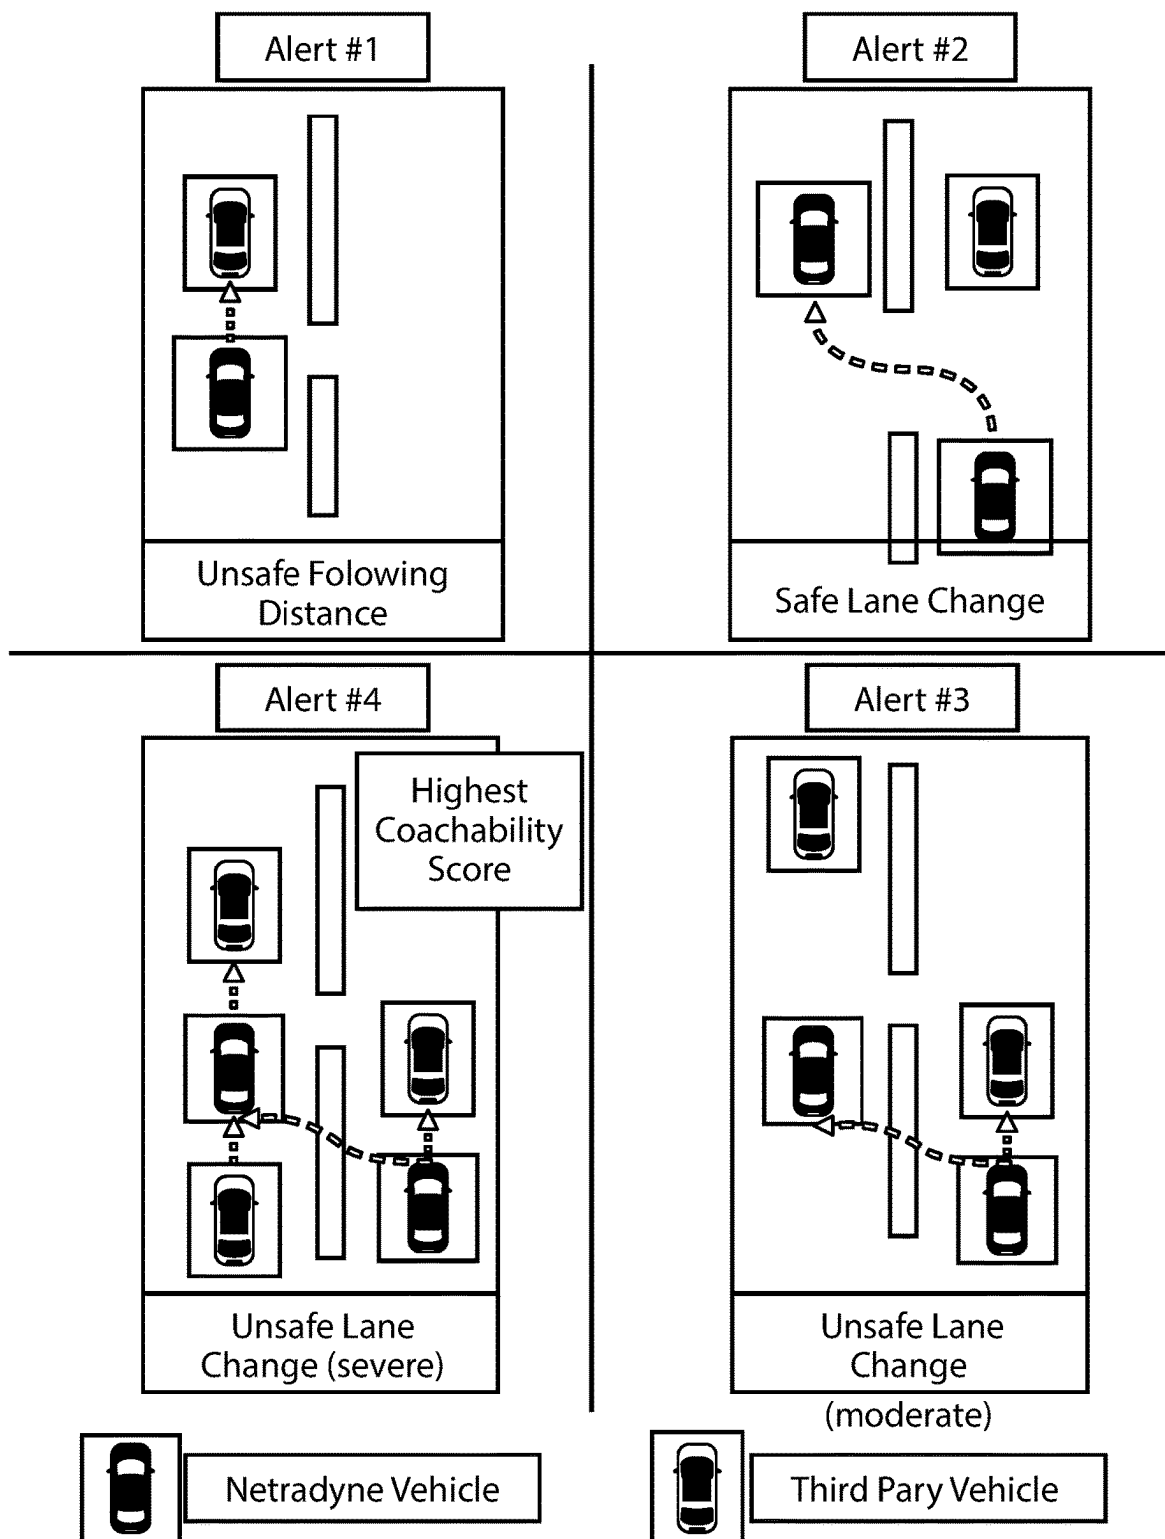 Alert #1
Alert #2
Unsafe Folowing
Distance
Safe Lane Change
Alert #4
Alert #3
Highest
Coachability
Score
Unsafe Lane
Change (severe)
Unsafe Lane
Change
(moderate)
Netradyne Vehicle
Third Pary Vehicle